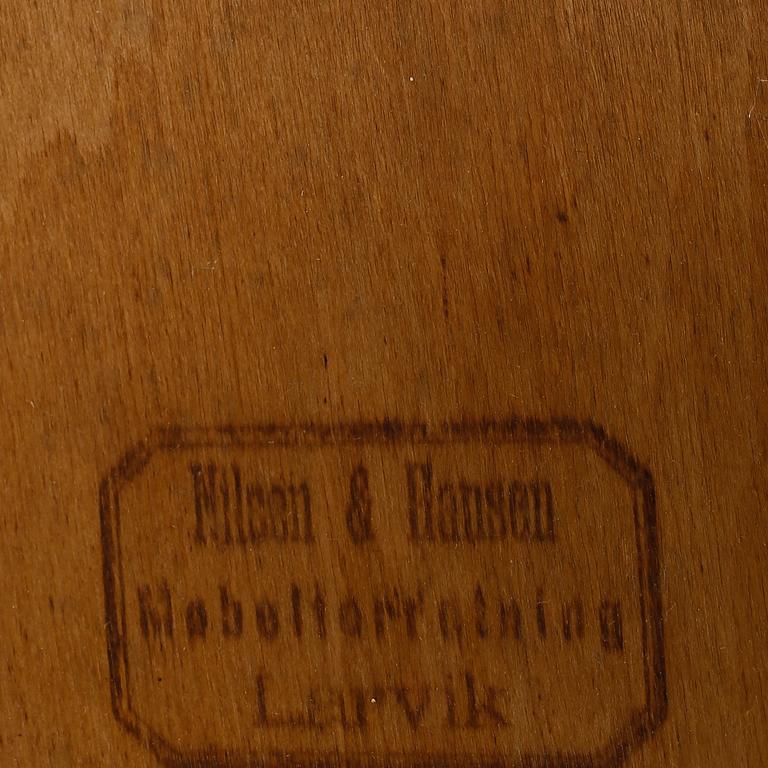 Nilsen & Hansen
Møbelforretning
Larvik